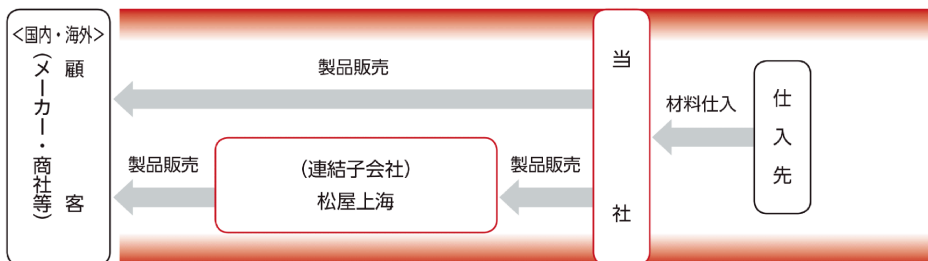 <国内・海外>
顧客
(メーカー・商社等)
製品販売
製品販売
(連結子会社)
松屋上海
製品販売
当社
材料仕入
仕入先